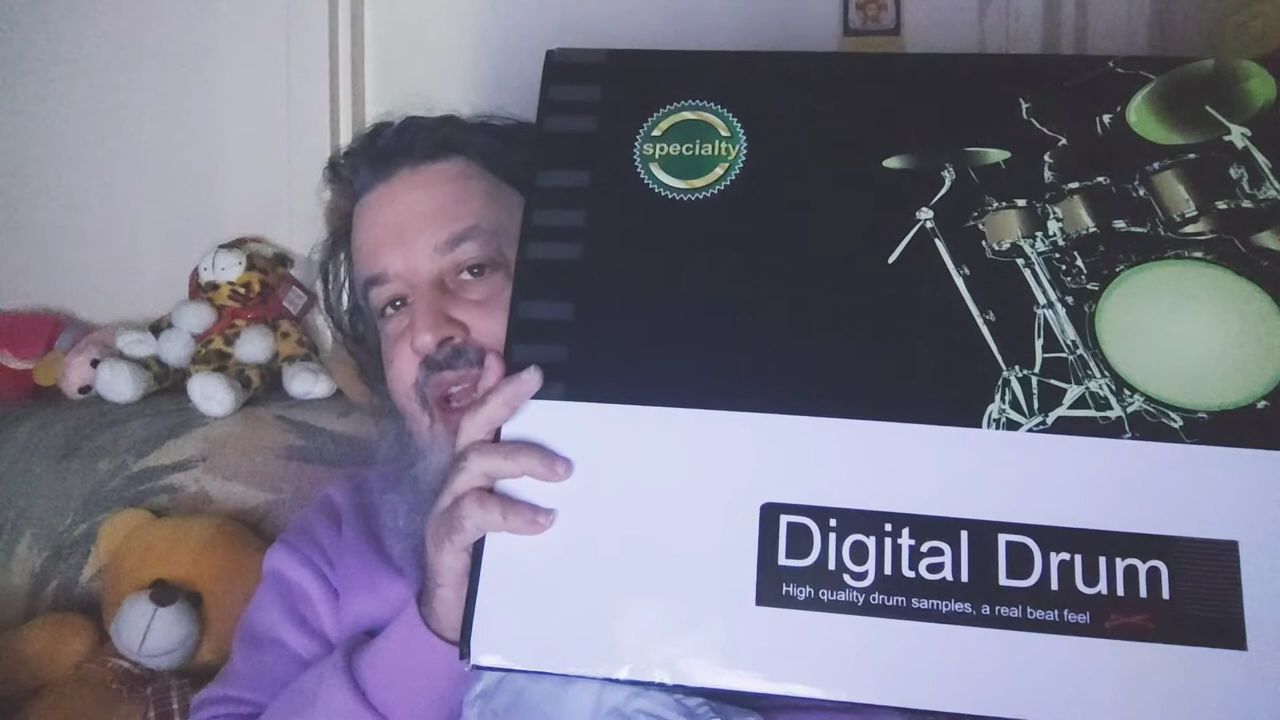 specialty
Digital Drum
High quality drum samples, a real beat feel